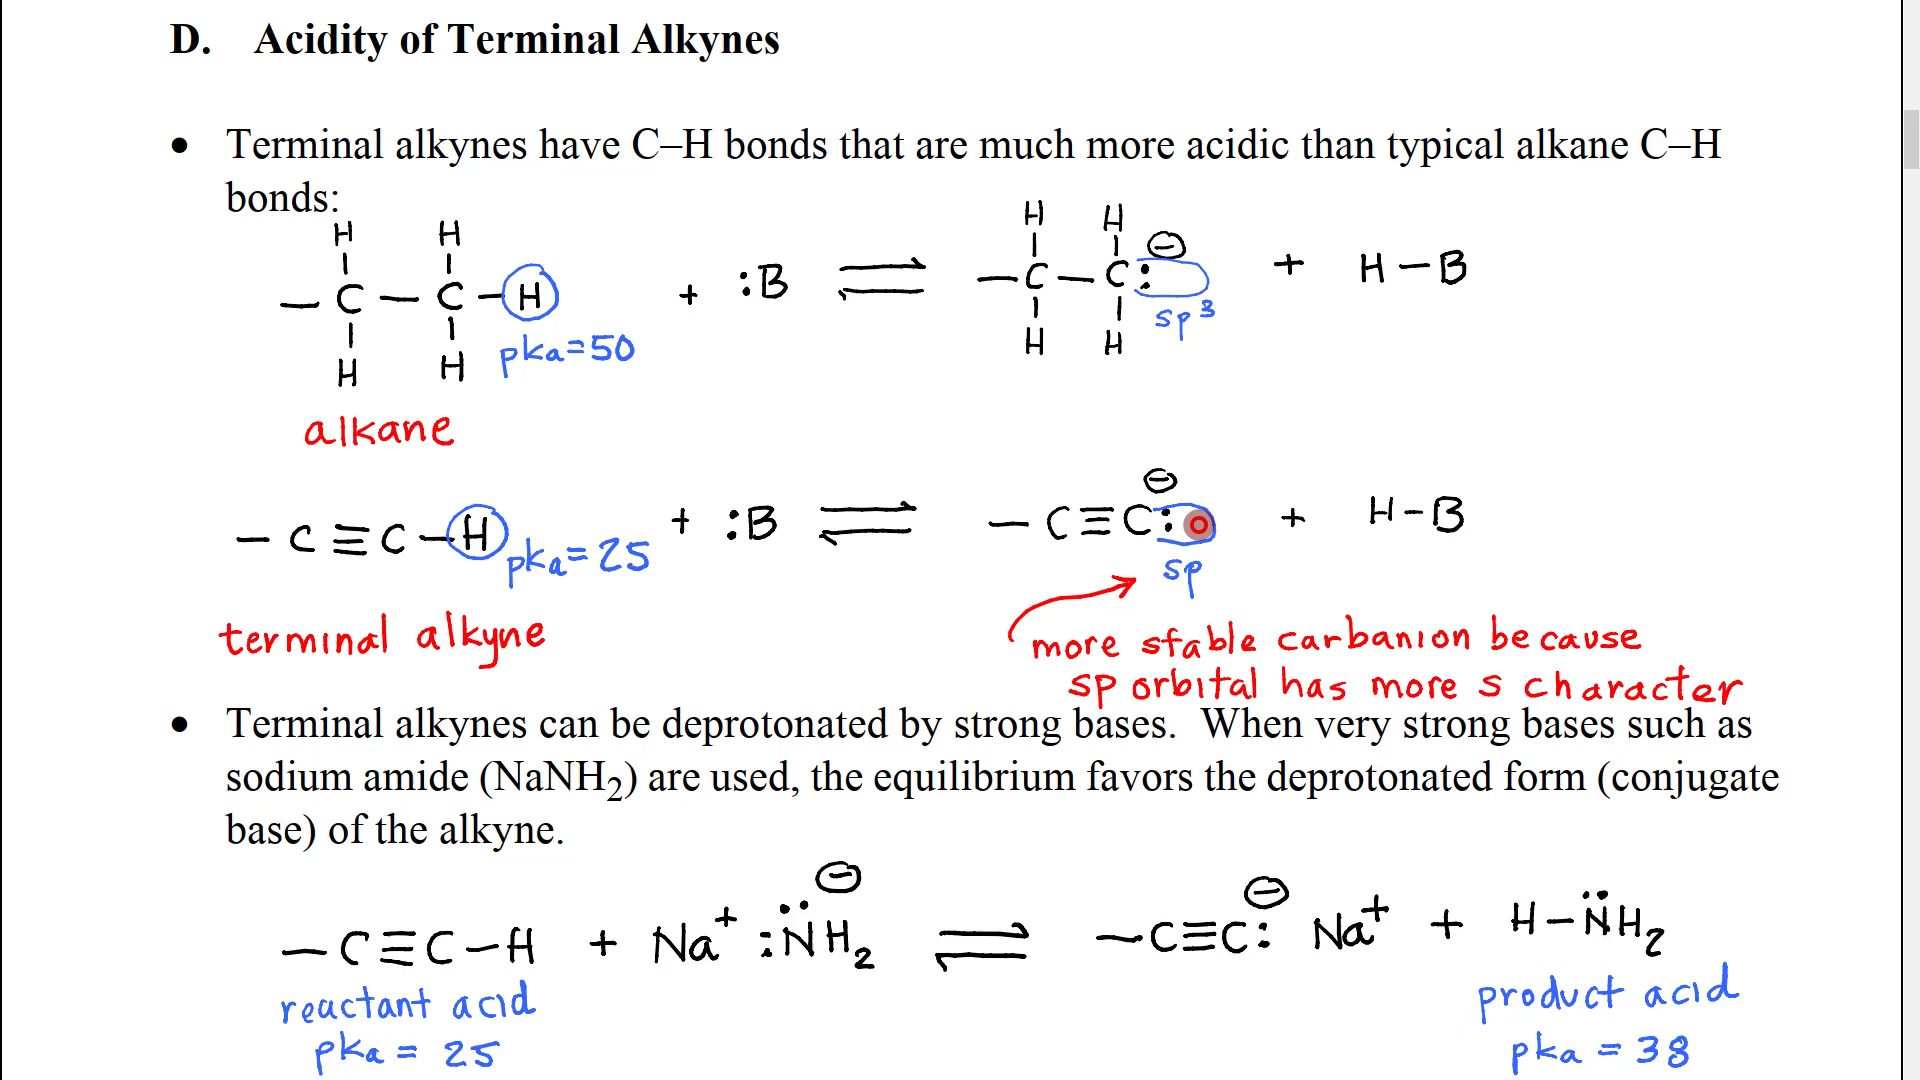 D. Acidity of Terminal Alkynes
• Terminal alkynes have C–H bonds that are much more acidic than typical alkane C–H
bonds:
H H H H ⊖
– C – C – H + :B ⇌ – C – C: + H – B
H H pka=50 H H sp³
alkane
⊖
– C ≡ C – H pka=25 + :B ⇌ – C ≡ C: + H – B
sp
terminal alkyne more stable carbanion because
sp orbital has more s character
• Terminal alkynes can be deprotonated by strong bases. When very strong bases such as
sodium amide (NaNH₂) are used, the equilibrium favors the deprotonated form (conjugate
base) of the alkyne.
⊖ ⊖
– C ≡ C – H + Na⁺ :N̈H₂ ⇌ – C ≡ C: Na⁺ + H – N̈H₂
reactant acid product acid
pka = 25 pka = 38